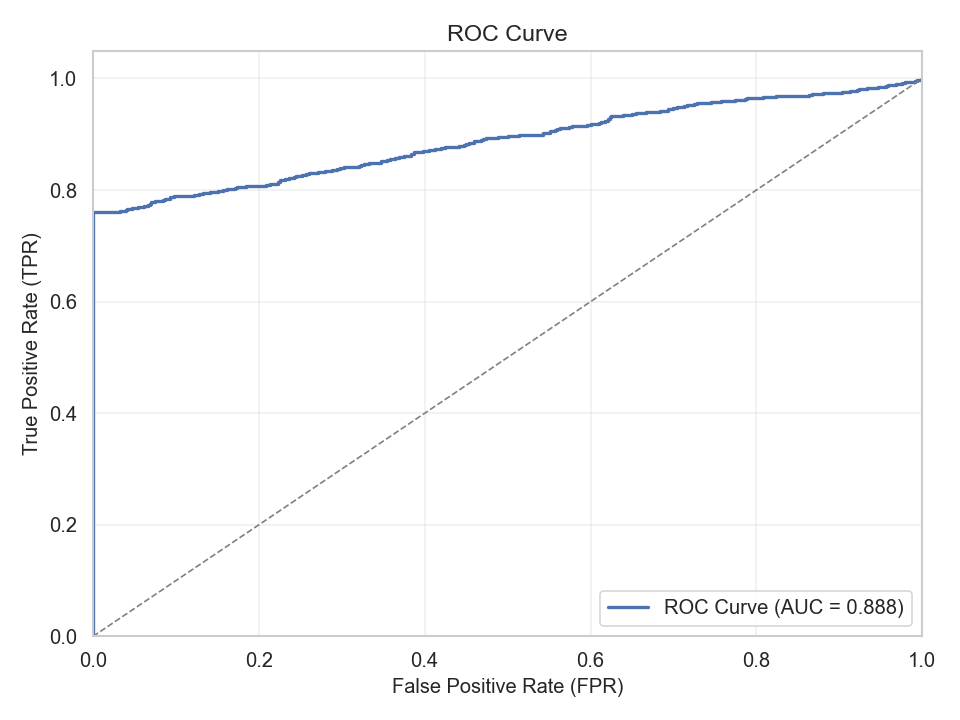 ROC Curve
True Positive Rate (TPR)
1.0
0.8
0.6
0.4
0.2
0.0
ROC Curve (AUC = 0.888)
0.0 0.2 0.4 0.6 0.8 1.0
False Positive Rate (FPR)